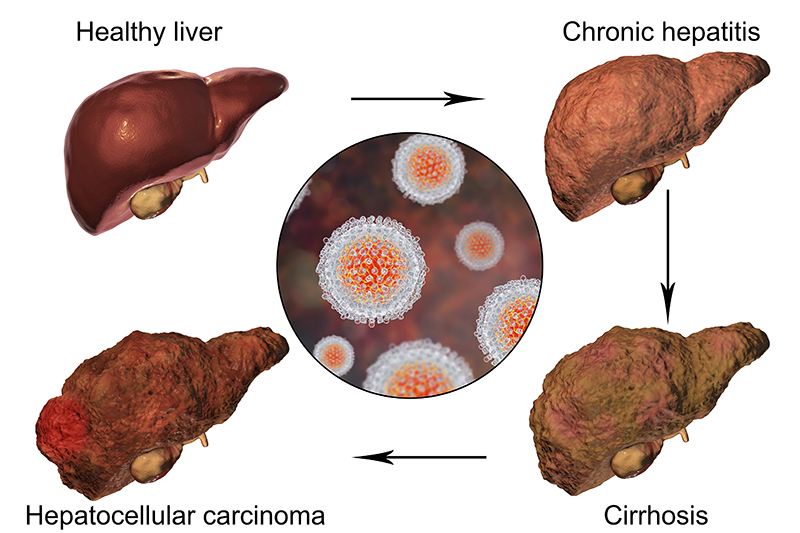 Healthy liver
Chronic hepatitis
Hepatocellular carcinoma
Cirrhosis